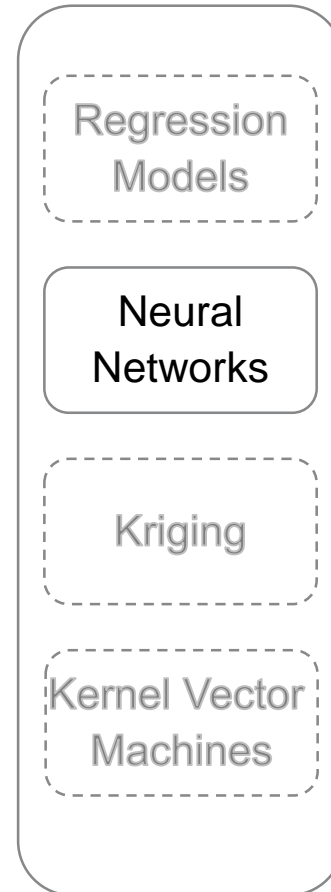 Regression
Models
Neural
Networks
Kriging
Kernel Vector
Machines